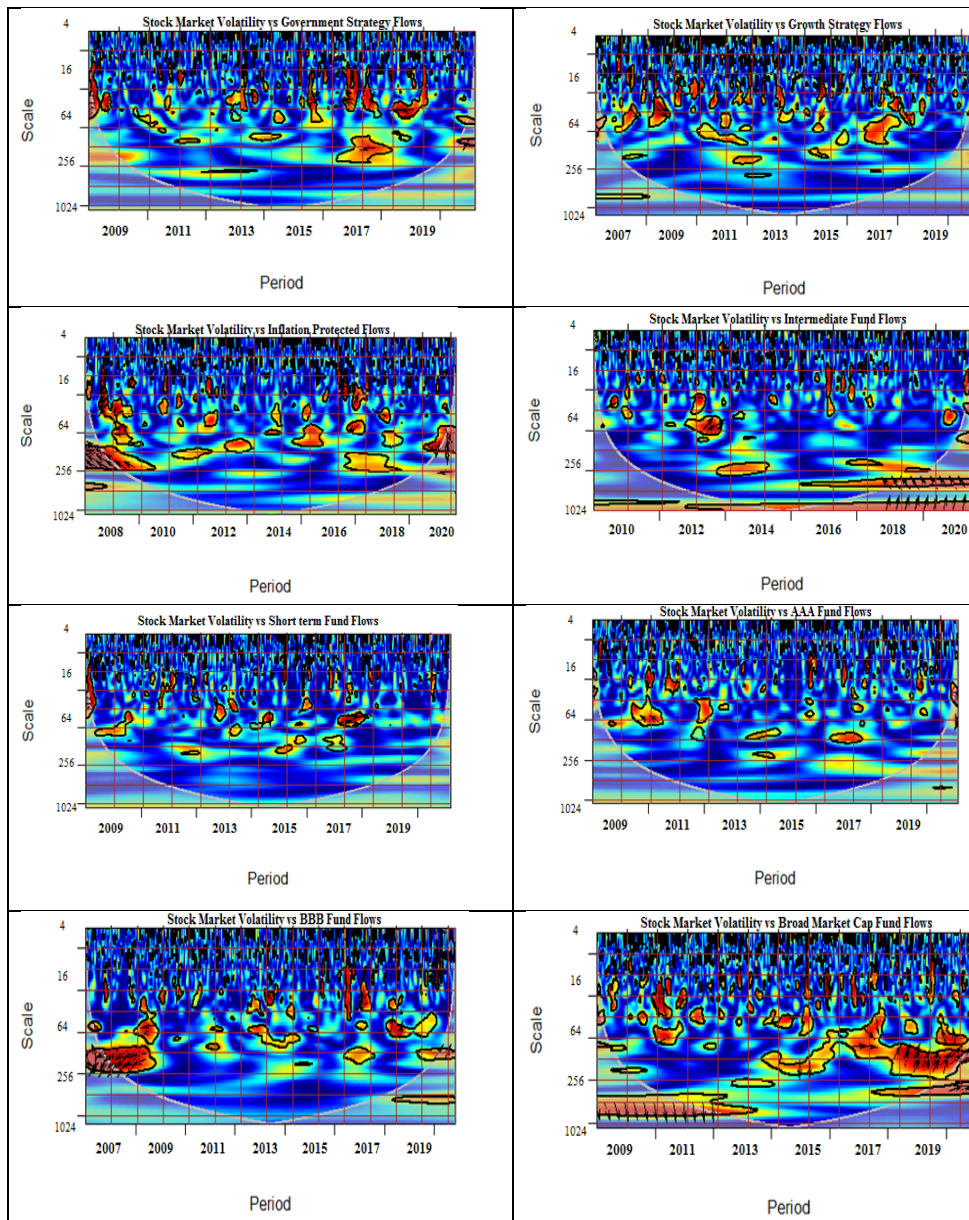 Stock Market Volatility vs Government Strategy Flows
4
16
64
256
1024
Scale
2009 2011 2013 2015 2017 2019
Period
Stock Market Volatility vs Growth Strategy Flows
4
16
64
256
1024
Scale
2007 2009 2011 2013 2015 2017 2019
Period
Stock Market Volatility vs Inflation Protected Flows
4
16
64
256
1024
Scale
2008 2010 2012 2014 2016 2018 2020
Period
Stock Market Volatility vs Intermediate Fund Flows
4
16
64
256
1024
Scale
2010 2012 2014 2016 2018 2020
Period
Stock Market Volatility vs Short term Fund Flows
4
16
64
256
1024
Scale
2009 2011 2013 2015 2017 2019
Period
Stock Market Volatility vs AAA Fund Flows
4
16
64
256
1024
Scale
2009 2011 2013 2015 2017 2019
Period
Stock Market Volatility vs BBB Fund Flows
4
16
64
256
1024
Scale
2007 2009 2011 2013 2015 2017 2019
Period
Stock Market Volatility vs Broad Market Cap Fund Flows
4
16
64
256
1024
Scale
2009 2011 2013 2015 2017 2019
Period